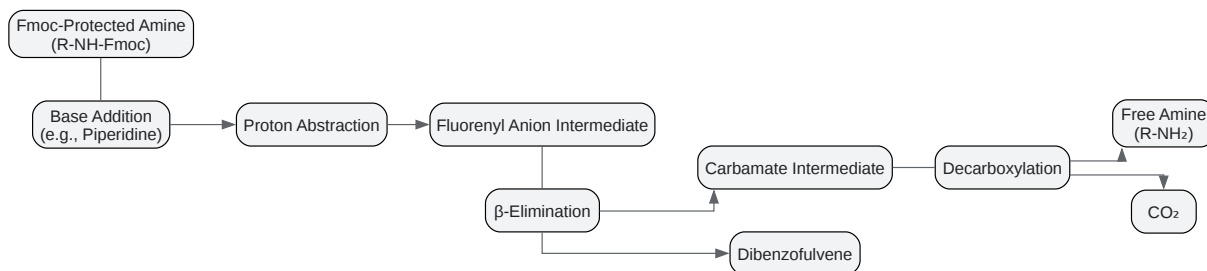 Fmoc-Protected Amine
(R-NH-Fmoc)
Base Addition
(e.g., Piperidine)
Proton Abstraction
Fluorenyl Anion Intermediate
β-Elimination
Carbamate Intermediate
Dibenzofulvene
Decarboxylation
Free Amine
(R-NH₂)
CO₂